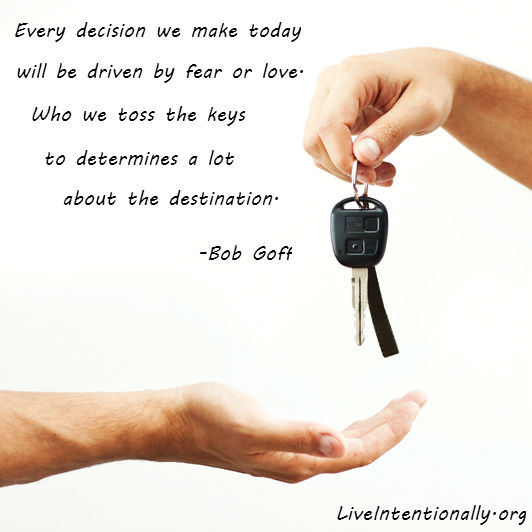 Every decision we make today
will be driven by fear or love.
Who we toss the keys
to determines a lot
about the destination.
-Bob Goff
LiveIntentionally.org